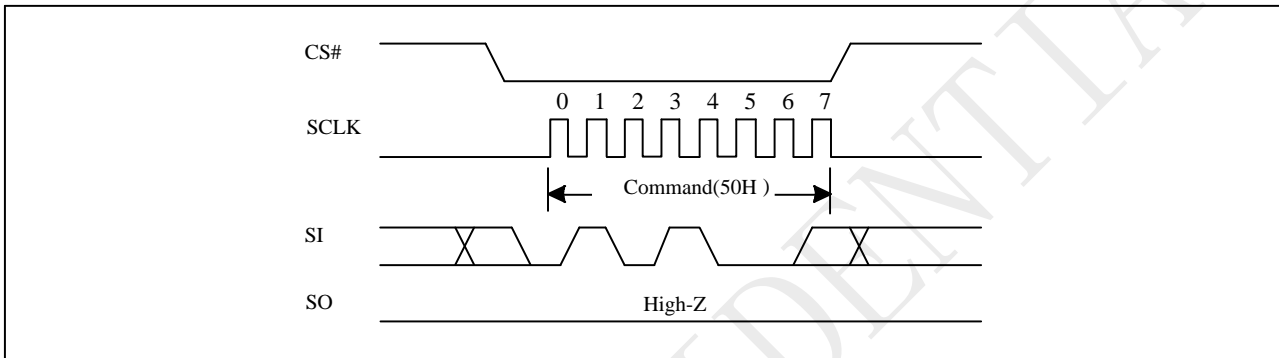 CS#
0 1 2 3 4 5 6 7
SCLK
Command(50H )
SI
SO High-Z